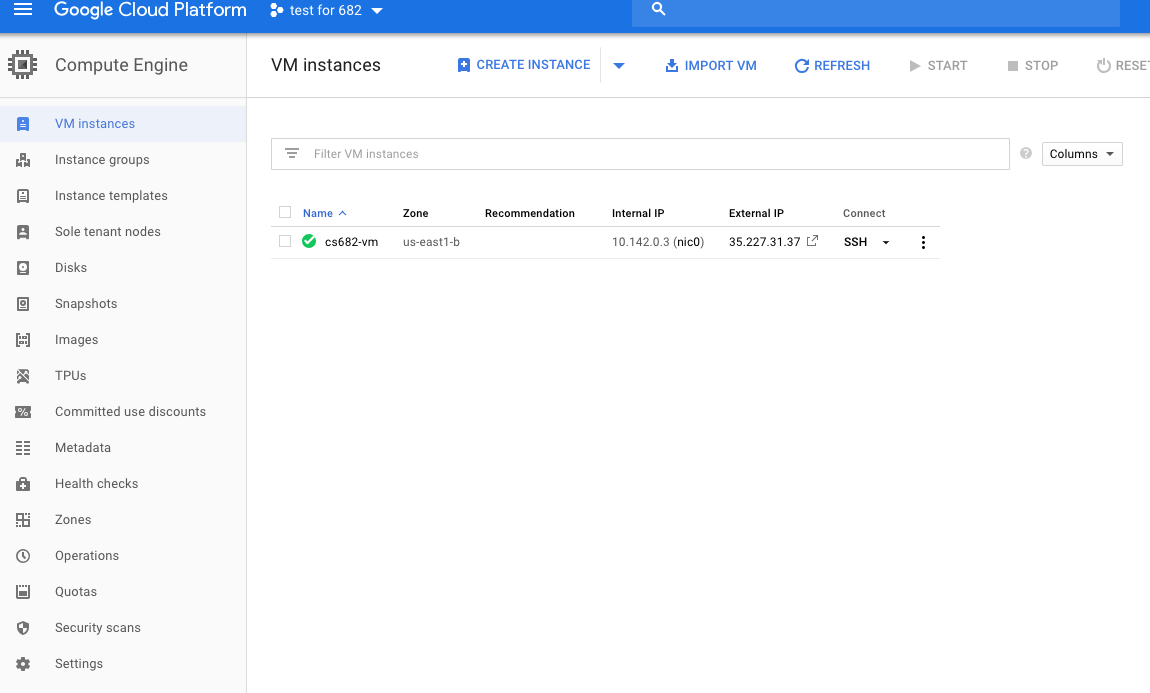 Google Cloud Platform
test for 682
Compute Engine
VM instances
CREATE INSTANCE
IMPORT VM
REFRESH
START
STOP
RESET
VM instances
Instance groups
Instance templates
Sole tenant nodes
Disks
Snapshots
Images
TPUs
Committed use discounts
Metadata
Health checks
Zones
Operations
Quotas
Security scans
Settings
Filter VM instances
Columns
Name Zone Recommendation Internal IP External IP Connect
cs682-vm us-east1-b 10.142.0.3 (nic0) 35.227.31.37 SSH